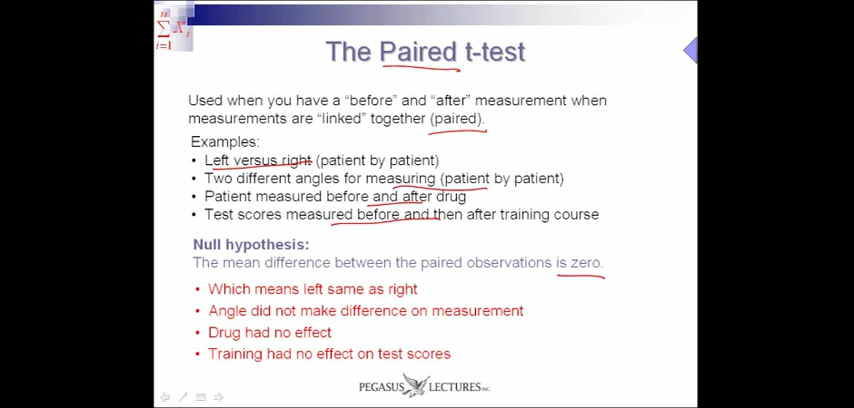 n
∑ Xi
i=1
The Paired t-test
Used when you have a “before” and “after” measurement when
measurements are “linked” together (paired).
Examples:
• Left versus right (patient by patient)
• Two different angles for measuring (patient by patient)
• Patient measured before and after drug
• Test scores measured before and then after training course
Null hypothesis:
The mean difference between the paired observations is zero.
• Which means left same as right
• Angle did not make difference on measurement
• Drug had no effect
• Training had no effect on test scores
PEGASUS LECTURES INC.